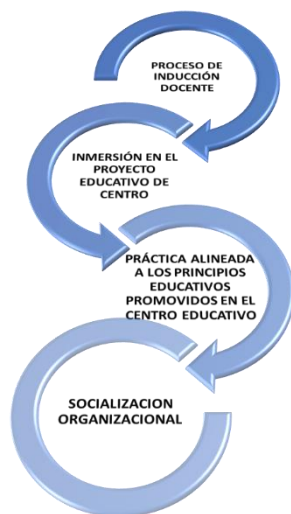 PROCESO DE
INDUCCIÓN
DOCENTE
INMERSIÓN EN EL
PROYECTO
EDUCATIVO DE
CENTRO
PRÁCTICA ALINEADA
A LOS PRINCIPIOS
EDUCATIVOS
PROMOVIDOS EN EL
CENTRO EDUCATIVO
SOCIALIZACION
ORGANIZACIONAL